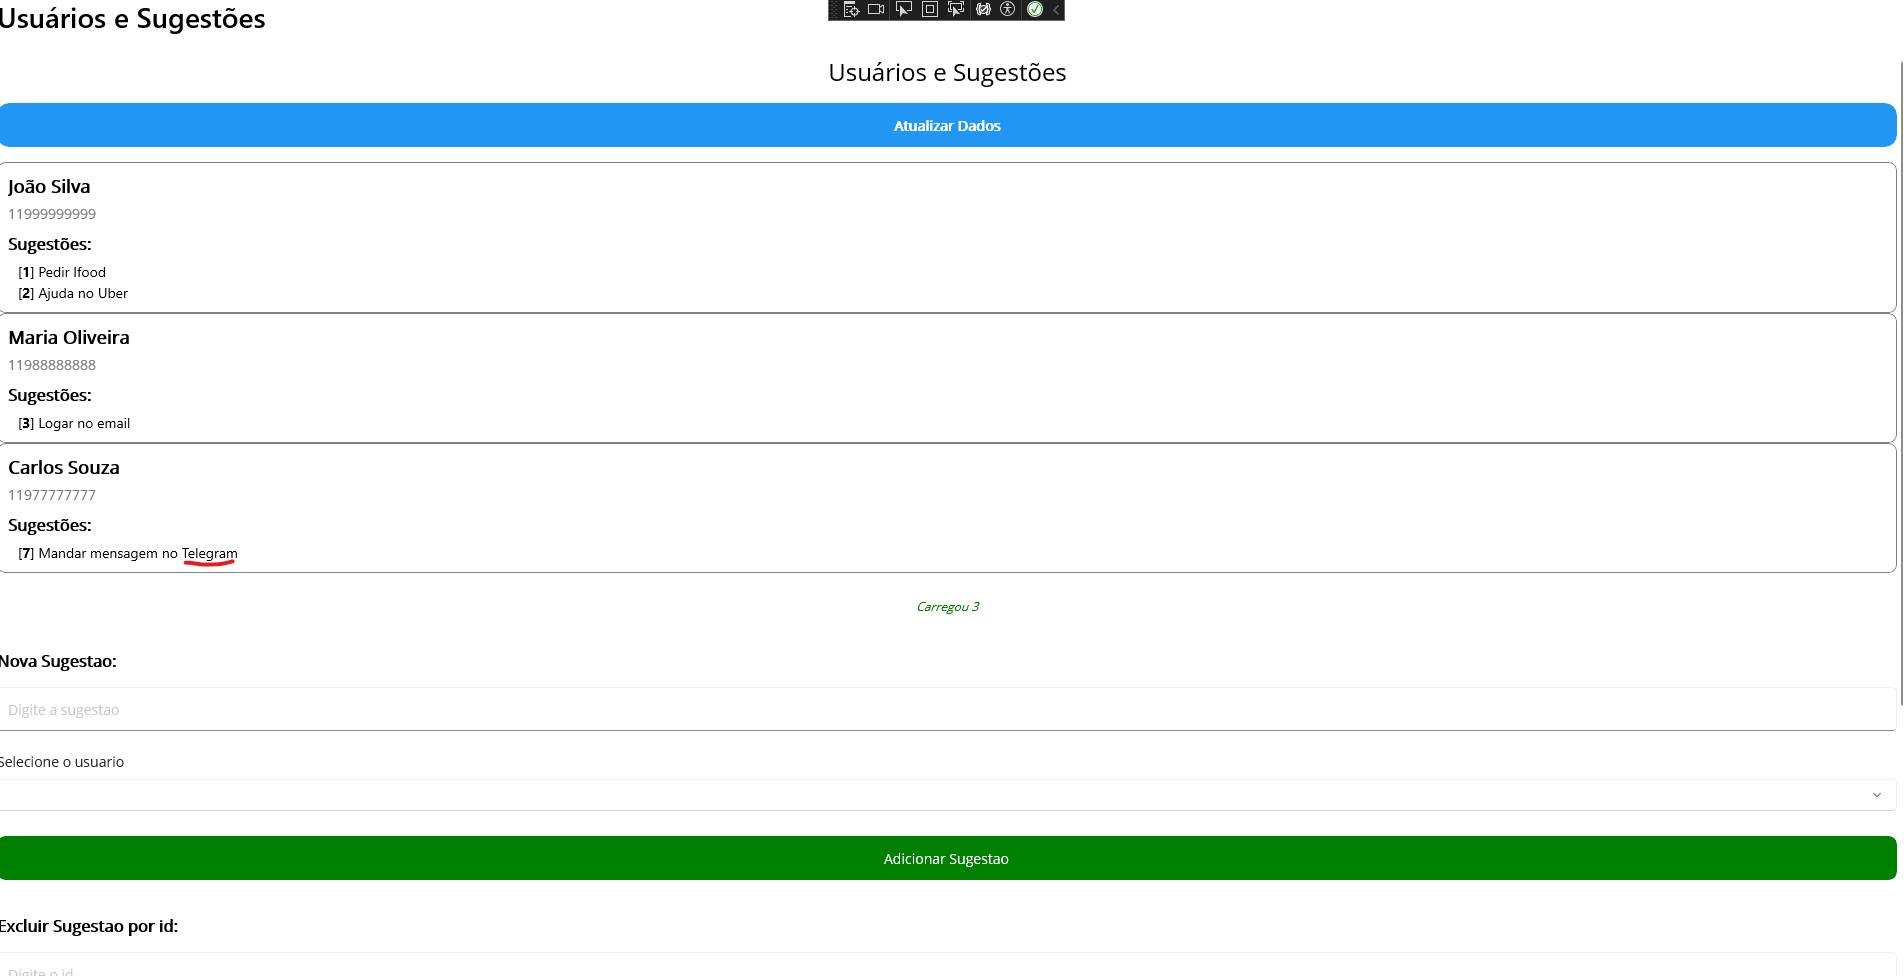 Usuários e Sugestões
Usuários e Sugestões
Atualizar Dados
João Silva
11999999999
Sugestões:
[1] Pedir Ifood
[2] Ajuda no Uber
Maria Oliveira
11988888888
Sugestões:
[3] Logar no email
Carlos Souza
11977777777
Sugestões:
[7] Mandar mensagem no Telegram
Carregou 3
Nova Sugestao:
Digite a sugestao
Selecione o usuario
Adicionar Sugestao
Excluir Sugestao por id:
Digite o id